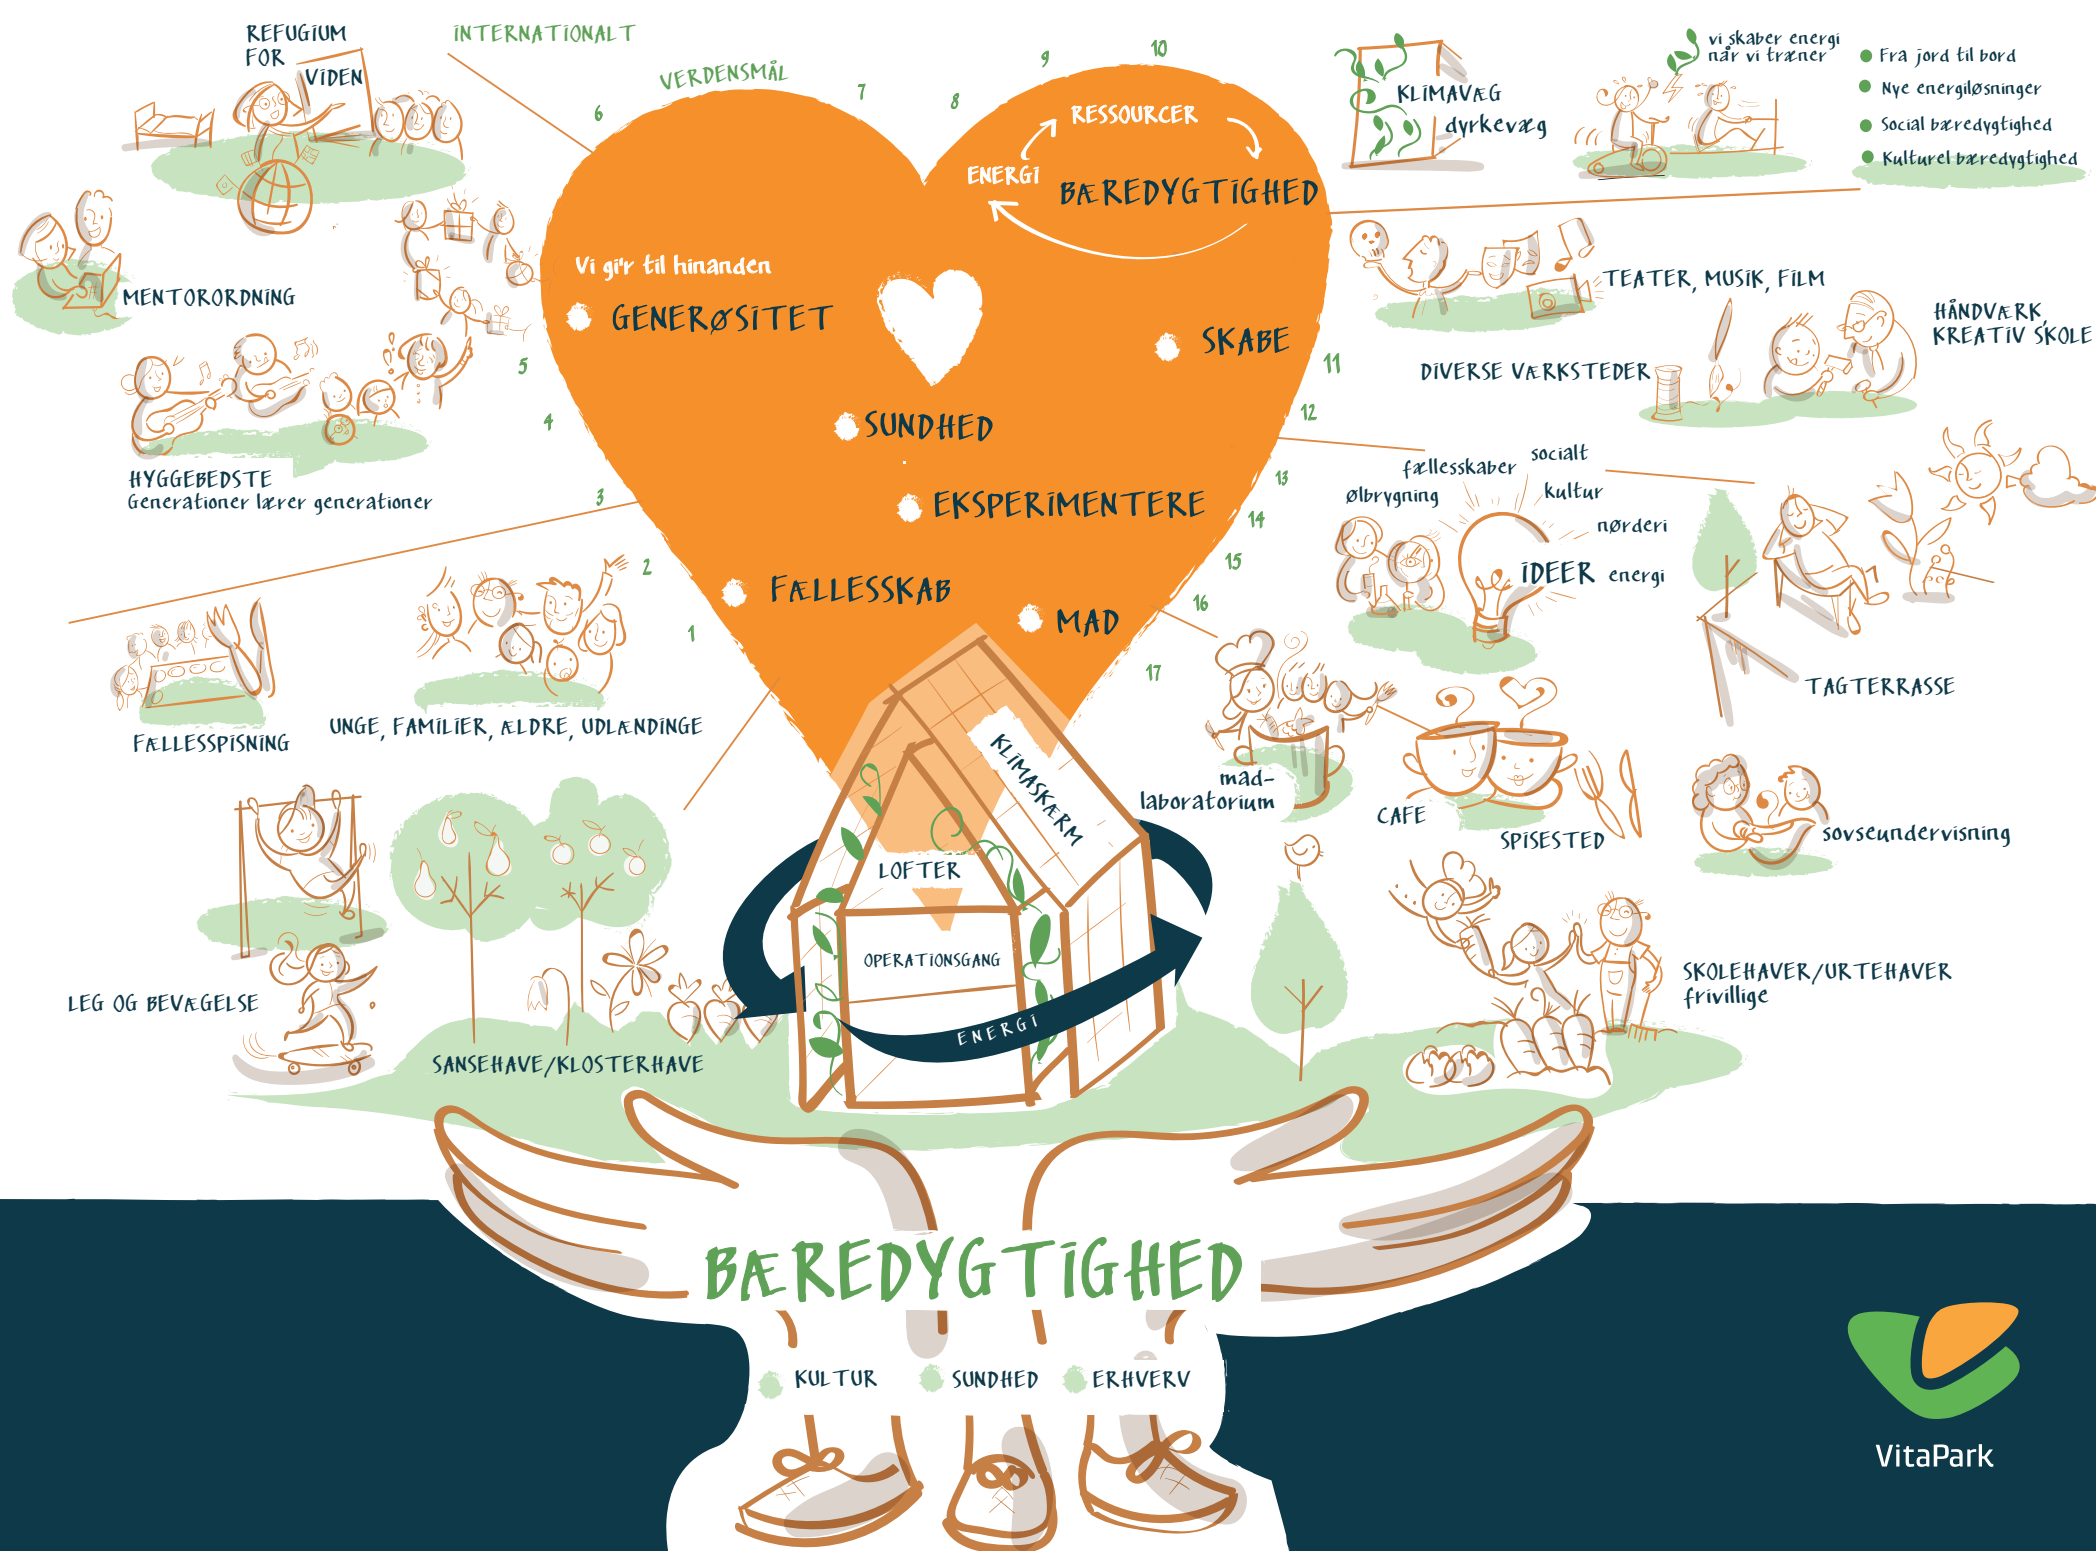 REFUGIUM
FOR
VIDEN
INTERNATIONALT
VERDENSMÅL
1
2
3
4
5
6
7
8
9
10
11
12
13
14
15
16
17
RESSOURCER
ENERGI
BÆREDYGTIGHED
KLIMAVÆG
dyrkevæg
vi skaber energi
når vi træner
Fra jord til bord
Nye energiløsninger
Social bæredygtighed
Kulturel bæredygtighed
MENTORORDNING
Vi gi'r til hinanden
GENERØSITET
SKABE
SUNDHED
EKSPERIMENTERE
FÆLLESSKAB
MAD
TEATER, MUSIK, FILM
HÅNDVÆRK,
KREATIV SKOLE
DIVERSE VÆRKSTEDER
HYGGEBEDSTE
Generationer lærer generationer
fællesskaber
socialt
ølbrygning
kultur
nørderi
IDEER
energi
TAGTERRASSE
FÆLLESSPISNING
UNGE, FAMILIER, ÆLDRE, UDLÆNDINGE
KLIMASKÆRM
mad-
laboratorium
CAFE
SPISESTED
sovseundervisning
LOFTER
OPERATIONSGANG
ENERGI
LEG OG BEVÆGELSE
SANSEHAVE/KLOSTERHAVE
SKOLEHAVER/URTEHAVER
frivillige
BÆREDYGTIGHED
KULTUR
SUNDHED
ERHVERV
VitaPark